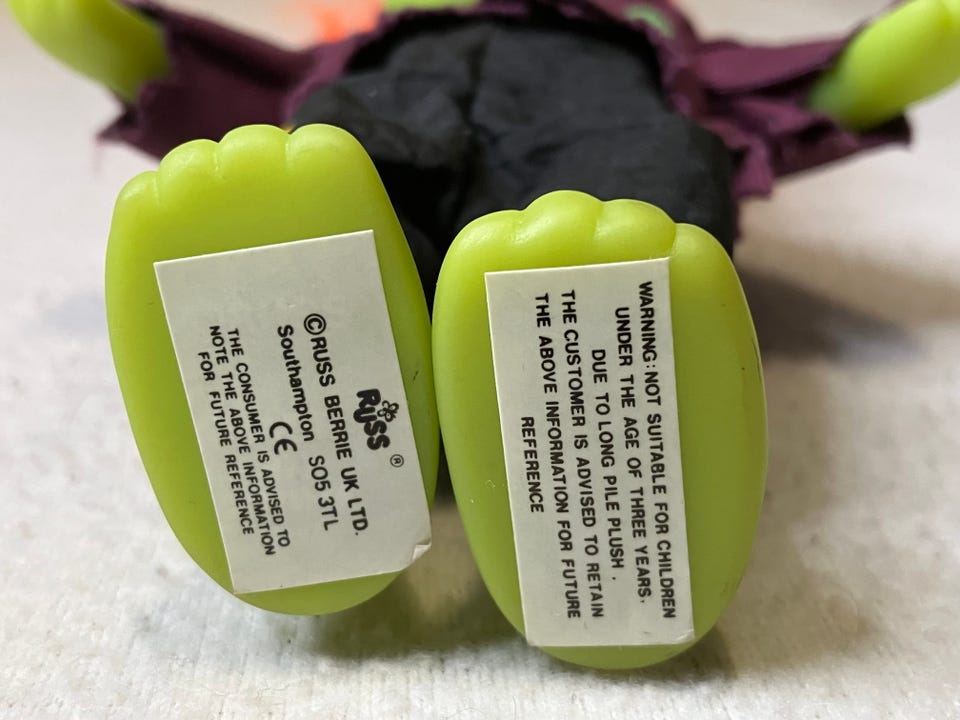 Russ®
©RUSS BERRIE UK LTD.
Southampton SO5 3TL
CE
THE CONSUMER IS ADVISED TO
NOTE THE ABOVE INFORMATION
FOR FUTURE REFERENCE
WARNING:NOT SUITABLE FOR CHILDREN
UNDER THE AGE OF THREE YEARS.
DUE TO LONG PILE PLUSH .
THE CUSTOMER IS ADVISED TO RETAIN
THE ABOVE INFORMATION FOR FUTURE
REFERENCE